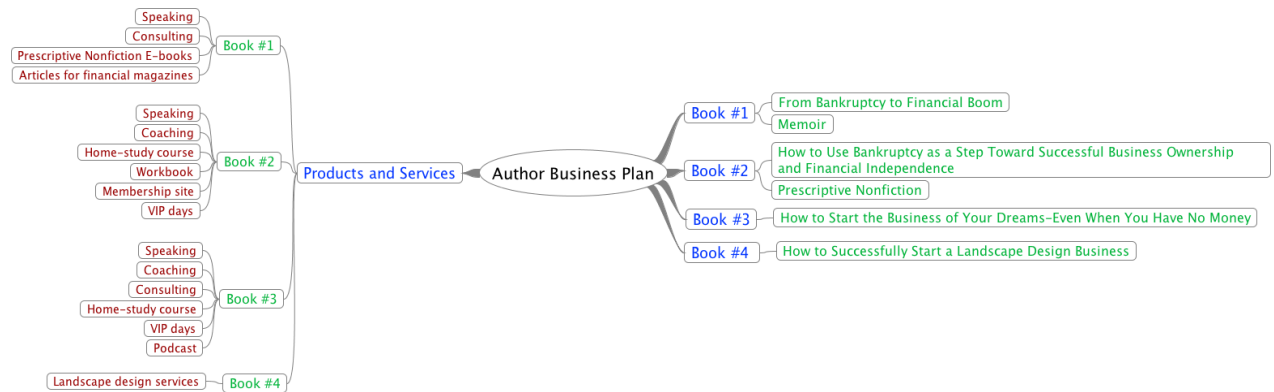 Speaking
Consulting
Prescriptive Nonfiction E-books
Articles for financial magazines
Book #1
Speaking
Coaching
Home-study course
Workbook
Membership site
VIP days
Book #2
Speaking
Coaching
Consulting
Home-study course
VIP days
Podcast
Book #3
Landscape design services
Book #4
Products and Services
Author Business Plan
Book #1
From Bankruptcy to Financial Boom
Memoir
Book #2
How to Use Bankruptcy as a Step Toward Successful Business Ownership
and Financial Independence
Prescriptive Nonfiction
Book #3
How to Start the Business of Your Dreams-Even When You Have No Money
Book #4
How to Successfully Start a Landscape Design Business